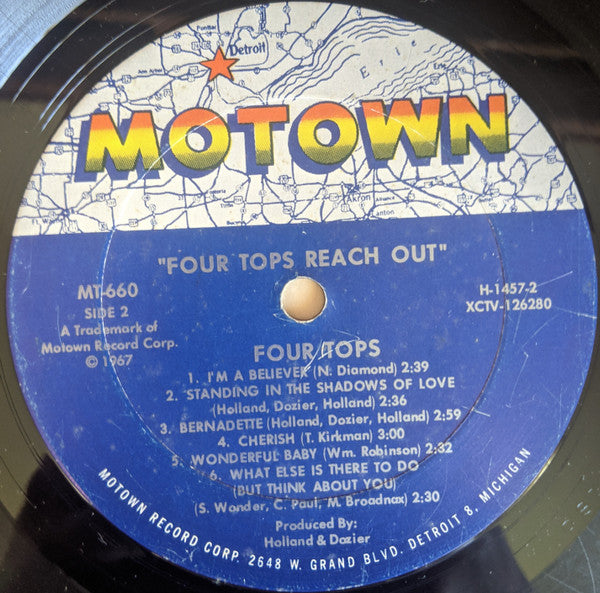 Detroit
Erie
MOTOWN
Akron
Canton
"FOUR TOPS REACH OUT"
MT-660
SIDE 2
A Trademark of
Motown Record Corp.
© 1967
H-1457-2
XCTV-126280
FOUR TOPS
1. I'M A BELIEVER (N. Diamond) 2:39
2. STANDING IN THE SHADOWS OF LOVE
(Holland, Dozier, Holland) 2:36
3. BERNADETTE (Holland, Dozier, Holland) 2:59
4. CHERISH (T. Kirkman) 3:00
5. WONDERFUL BABY (Wm. Robinson) 2:32
6. WHAT ELSE IS THERE TO DO
(BUT THINK ABOUT YOU)
(S. Wonder, C. Paul, M. Broadnax) 2:30
Produced By:
Holland & Dozier
MOTOWN RECORD CORP. 2648 W. GRAND BLVD. DETROIT 8, MICHIGAN